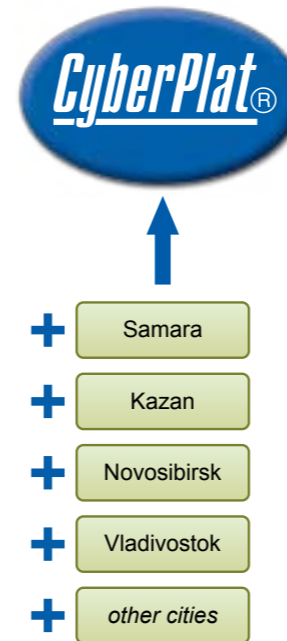 CyberPlat®
+ Samara
+ Kazan
+ Novosibirsk
+ Vladivostok
+ other cities